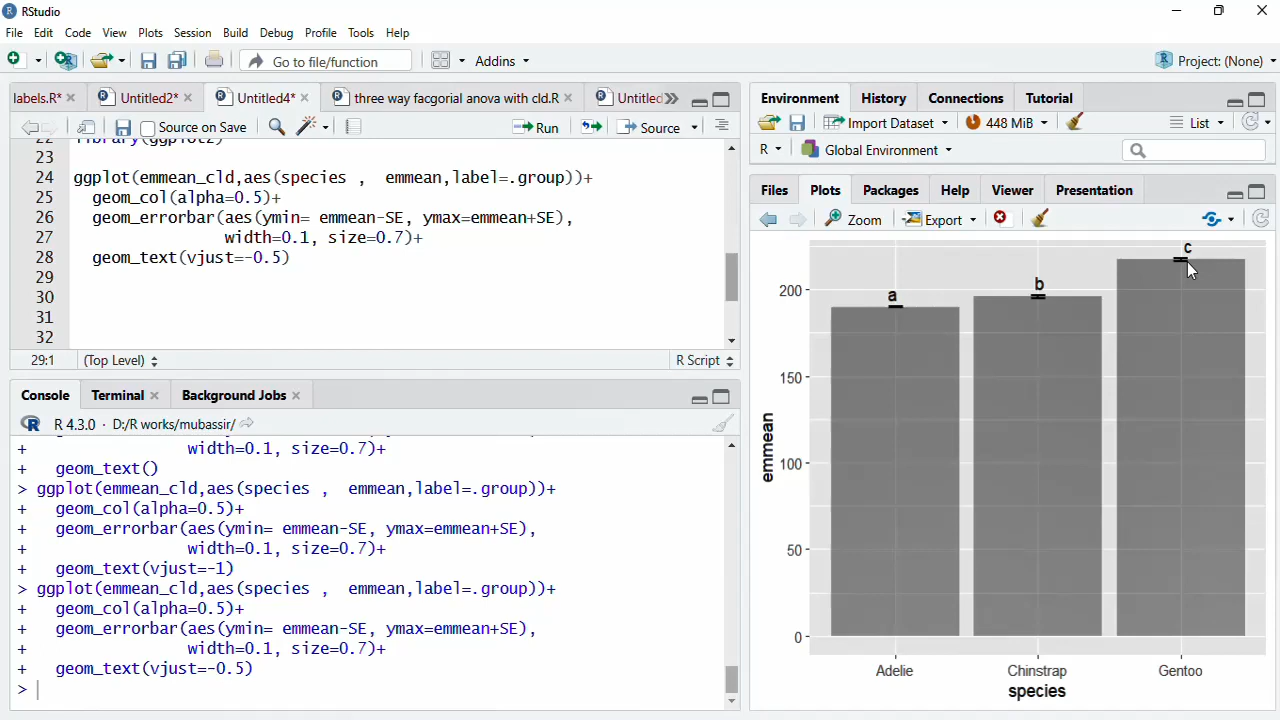 RStudio
File Edit Code View Plots Session Build Debug Profile Tools Help
Go to file/function Addins Project: (None)
labels.R* Untitled2* Untitled4* three way facgorial anova with cld.R Untitled
Source on Save Run Source
22 library(ggplot2)
23
24 ggplot(emmean_cld,aes(species , emmean,label=.group))+
25 geom_col(alpha=0.5)+
26 geom_errorbar(aes(ymin= emmean-SE, ymax=emmean+SE),
27 width=0.1, size=0.7)+
28 geom_text(vjust=-0.5)
29
30
31
32
29:1 (Top Level) R Script
Console Terminal Background Jobs
R 4.3.0 · D:/R works/mubassir/
+ width=0.1, size=0.7)+
+ geom_text()
> ggplot(emmean_cld,aes(species , emmean,label=.group))+
+ geom_col(alpha=0.5)+
+ geom_errorbar(aes(ymin= emmean-SE, ymax=emmean+SE),
+ width=0.1, size=0.7)+
+ geom_text(vjust=-1)
> ggplot(emmean_cld,aes(species , emmean,label=.group))+
+ geom_col(alpha=0.5)+
+ geom_errorbar(aes(ymin= emmean-SE, ymax=emmean+SE),
+ width=0.1, size=0.7)+
+ geom_text(vjust=-0.5)
>
Environment History Connections Tutorial
Import Dataset 448 MiB List
R Global Environment
Files Plots Packages Help Viewer Presentation
Zoom Export
c
b
a
200
150
100
50
0
emmean
Adelie Chinstrap Gentoo
species